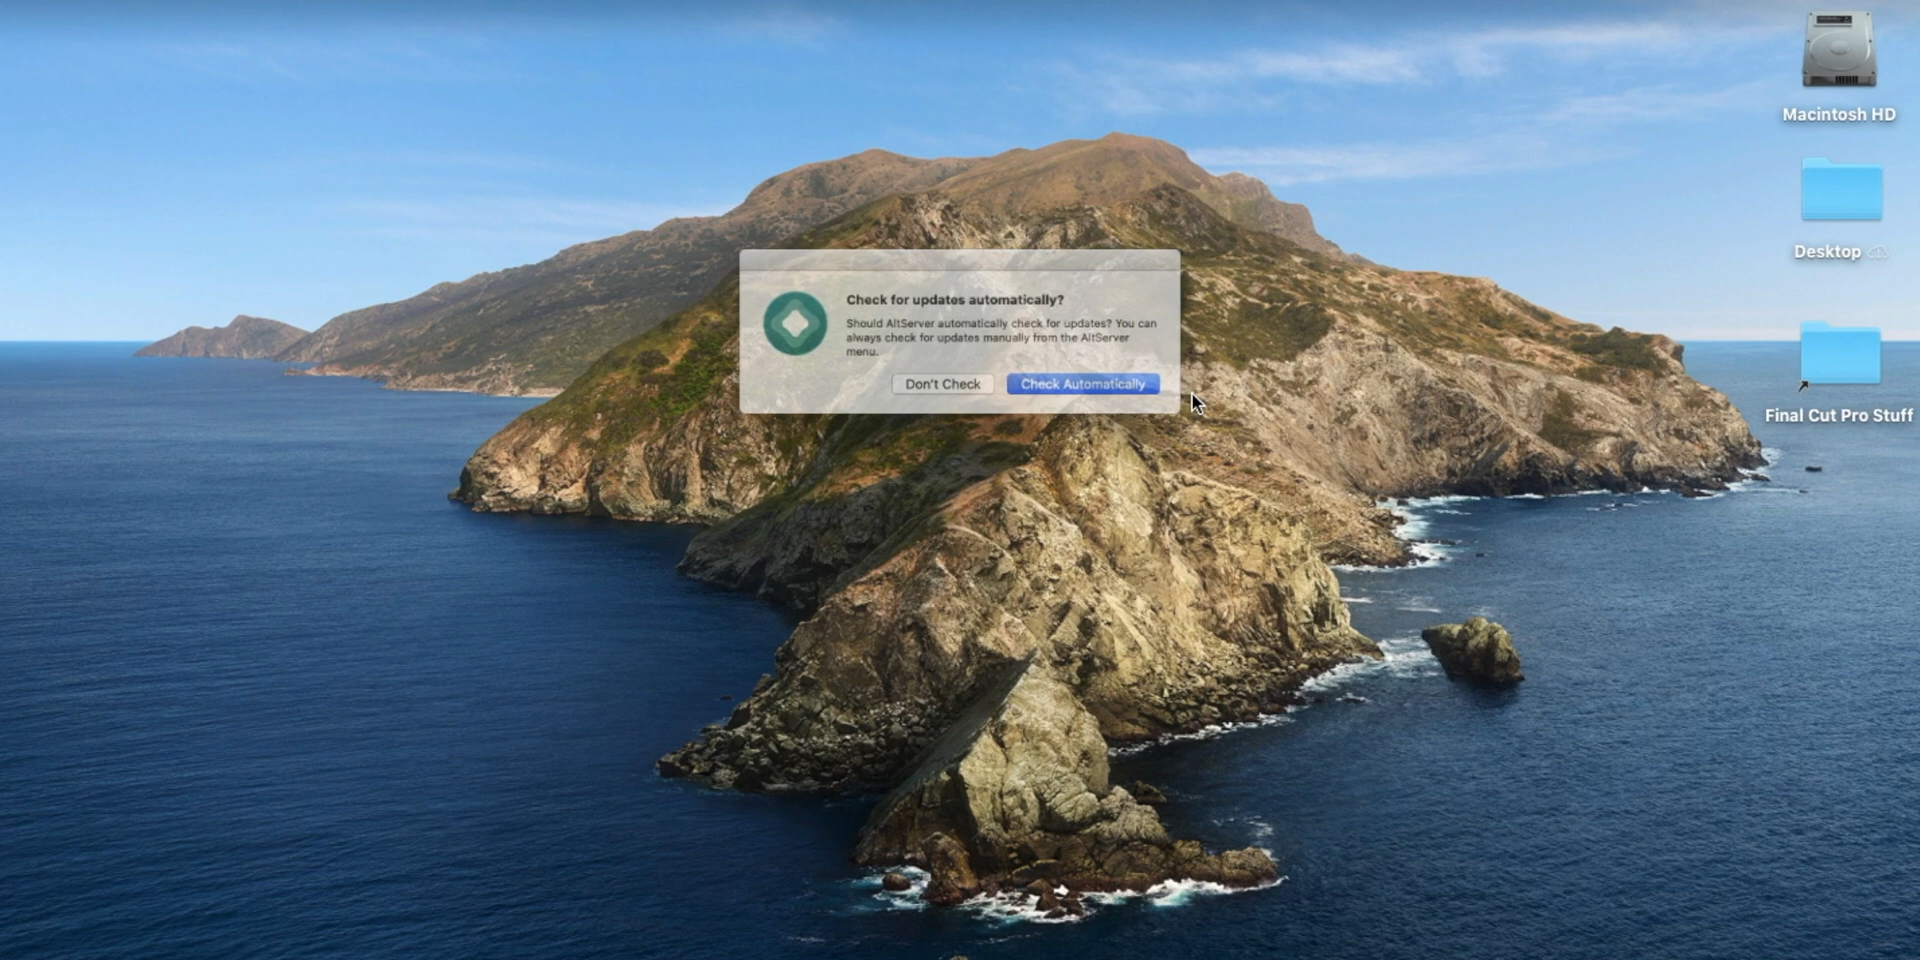 Macintosh HD
Desktop
Check for updates automatically?
Should AltServer automatically check for updates? You can
always check for updates manually from the AltServer
menu.
Don't Check
Check Automatically
Final Cut Pro Stuff